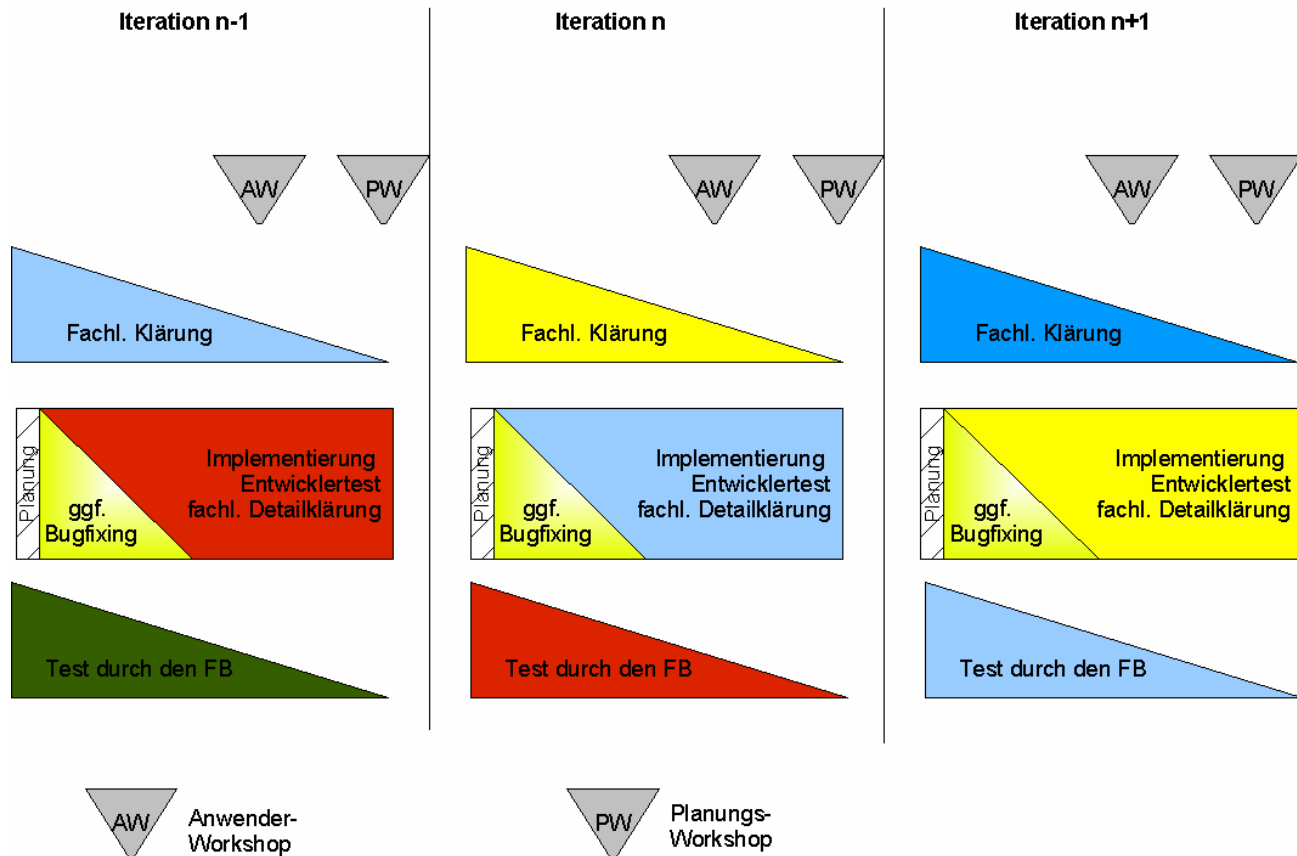 Iteration n-1
Iteration n
Iteration n+1
AW
PW
AW
PW
AW
PW
Fachl. Klärung
Fachl. Klärung
Fachl. Klärung
Planung
ggf.
Bugfixing
Implementierung
Entwicklertest
fachl. Detailklärung
Planung
ggf.
Bugfixing
Implementierung
Entwicklertest
fachl. Detailklärung
Planung
ggf.
Bugfixing
Implementierung
Entwicklertest
fachl. Detailklärung
Test durch den FB
Test durch den FB
Test durch den FB
AW
Anwender-
Workshop
PW
Planungs-
Workshop